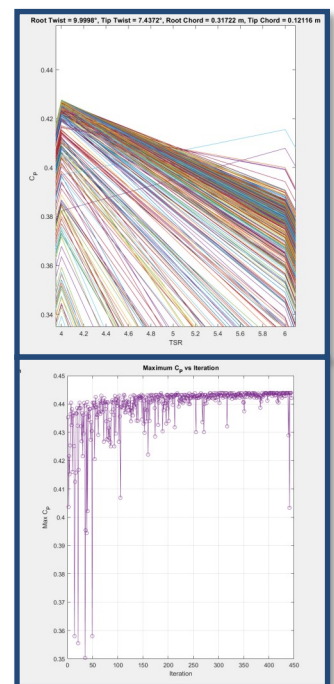 Root Twist = 9.9998°, Tip Twist = 7.4372°, Root Chord = 0.31722 m, Tip Chord = 0.12116 m
0.44
0.42
0.4
0.38
0.36
0.34
C_P
4 4.2 4.4 4.6 4.8 5 5.2 5.4 5.6 5.8 6
TSR
Maximum C_P vs Iteration
0.45
0.44
0.43
0.42
0.41
0.4
0.39
0.38
0.37
0.36
0.35
Max C_P
0 50 100 150 200 250 300 350 400 450
Iteration